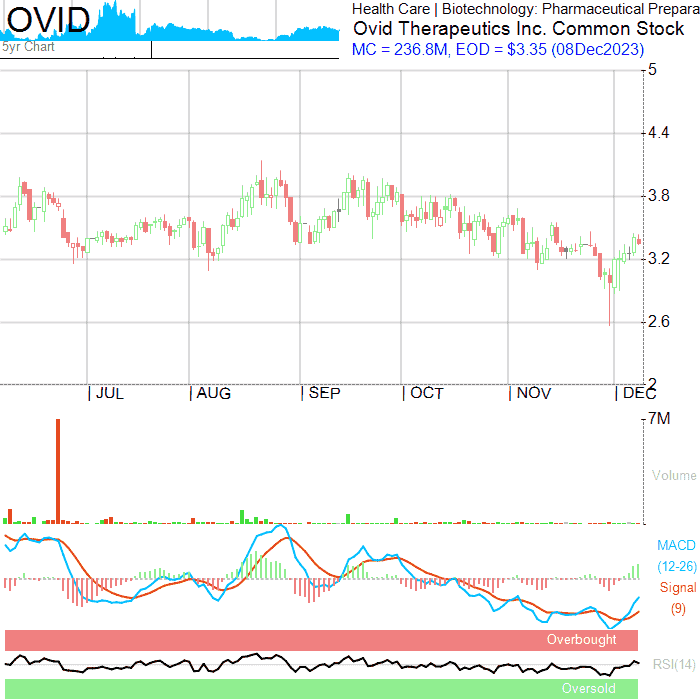 OVID
5yr Chart
Health Care | Biotechnology: Pharmaceutical Prepara
Ovid Therapeutics Inc. Common Stock
MC = 236.8M, EOD = $3.35 (08Dec2023)
5
4.4
3.8
3.2
2.6
2
JUL AUG SEP OCT NOV DEC
7M
Volume
MACD
(12-26)
Signal
(9)
Overbought
RSI(14)
Oversold